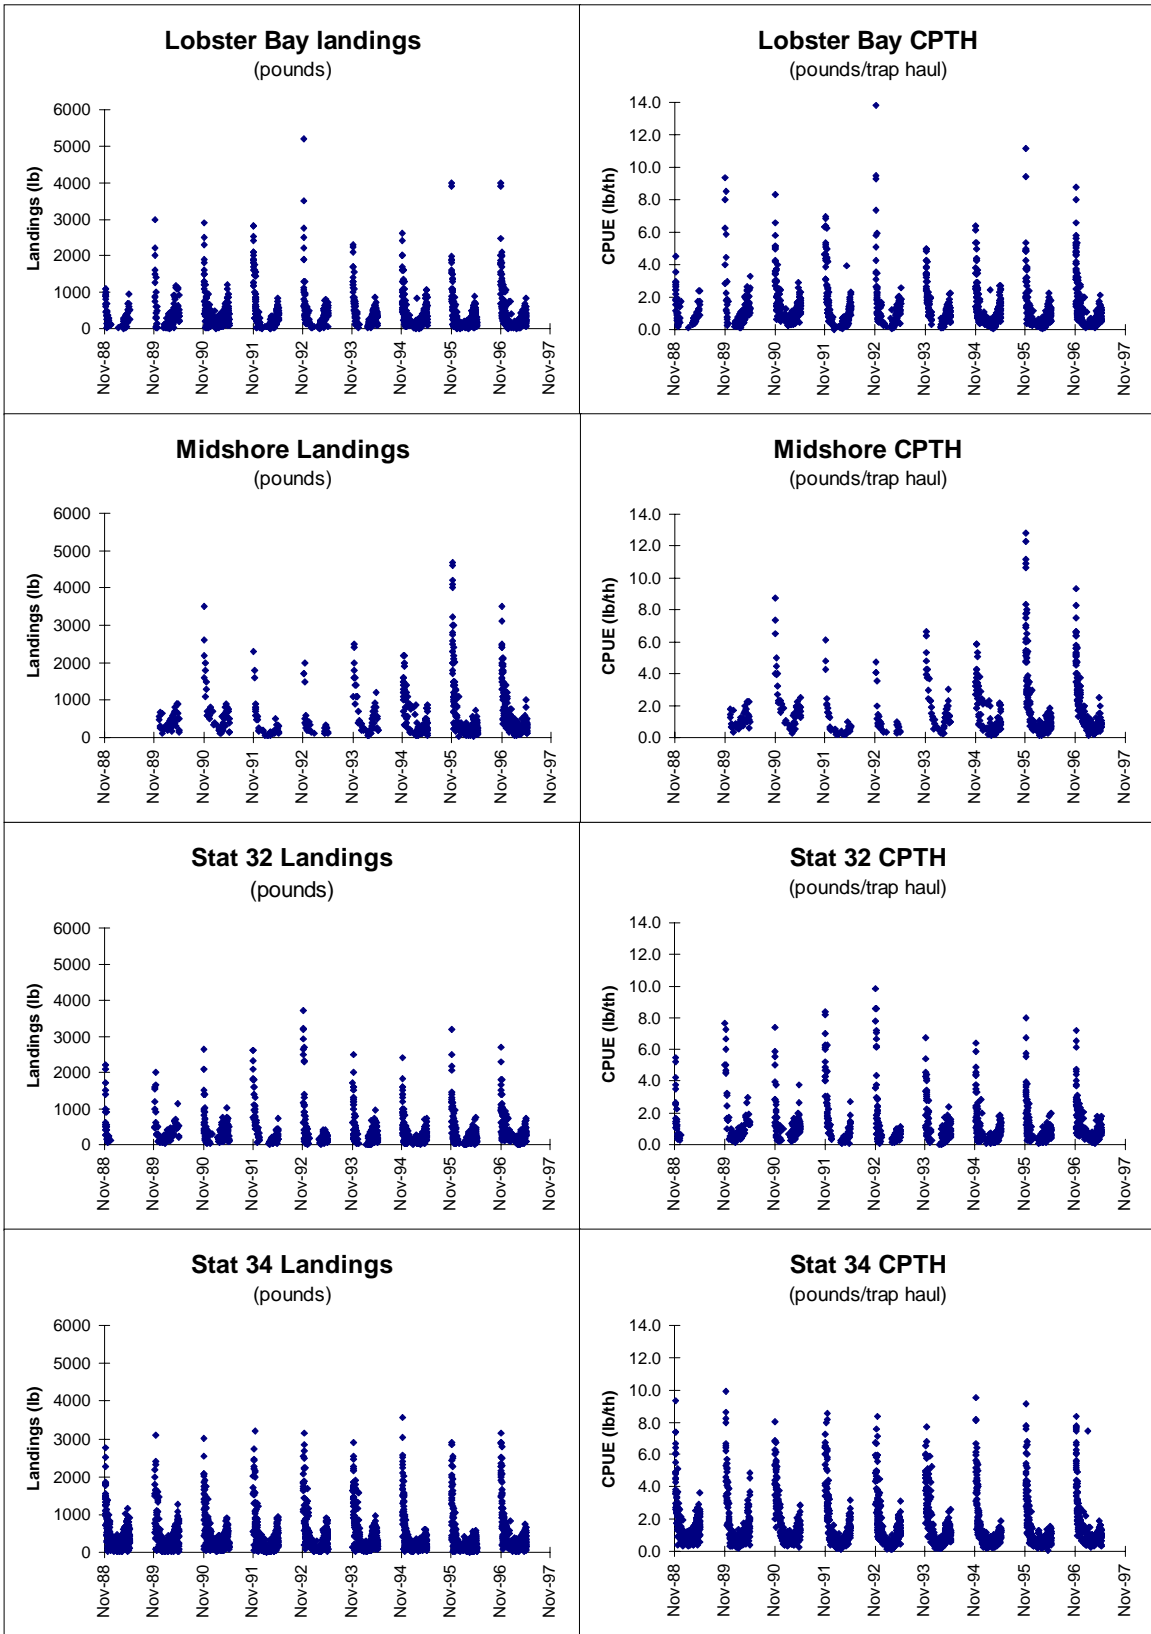 Lobster Bay landings
(pounds)
Landings (lb)
6000
5000
4000
3000
2000
1000
0
Nov-88
Nov-89
Nov-90
Nov-91
Nov-92
Nov-93
Nov-94
Nov-95
Nov-96
Nov-97
Lobster Bay CPTH
(pounds/trap haul)
CPUE (lb/th)
14.0
12.0
10.0
8.0
6.0
4.0
2.0
0.0
Nov-88
Nov-89
Nov-90
Nov-91
Nov-92
Nov-93
Nov-94
Nov-95
Nov-96
Nov-97
Midshore Landings
(pounds)
Landings (lb)
6000
5000
4000
3000
2000
1000
0
Nov-88
Nov-89
Nov-90
Nov-91
Nov-92
Nov-93
Nov-94
Nov-95
Nov-96
Nov-97
Midshore CPTH
(pounds/trap haul)
CPUE (lb/th)
14.0
12.0
10.0
8.0
6.0
4.0
2.0
0.0
Nov-88
Nov-89
Nov-90
Nov-91
Nov-92
Nov-93
Nov-94
Nov-95
Nov-96
Nov-97
Stat 32 Landings
(pounds)
Landings (lb)
6000
5000
4000
3000
2000
1000
0
Nov-88
Nov-89
Nov-90
Nov-91
Nov-92
Nov-93
Nov-94
Nov-95
Nov-96
Nov-97
Stat 32 CPTH
(pounds/trap haul)
CPUE (lb/th)
14.0
12.0
10.0
8.0
6.0
4.0
2.0
0.0
Nov-88
Nov-89
Nov-90
Nov-91
Nov-92
Nov-93
Nov-94
Nov-95
Nov-96
Nov-97
Stat 34 Landings
(pounds)
Landings (lb)
6000
5000
4000
3000
2000
1000
0
Nov-88
Nov-89
Nov-90
Nov-91
Nov-92
Nov-93
Nov-94
Nov-95
Nov-96
Nov-97
Stat 34 CPTH
(pounds/trap haul)
CPUE (lb/th)
14.0
12.0
10.0
8.0
6.0
4.0
2.0
0.0
Nov-88
Nov-89
Nov-90
Nov-91
Nov-92
Nov-93
Nov-94
Nov-95
Nov-96
Nov-97